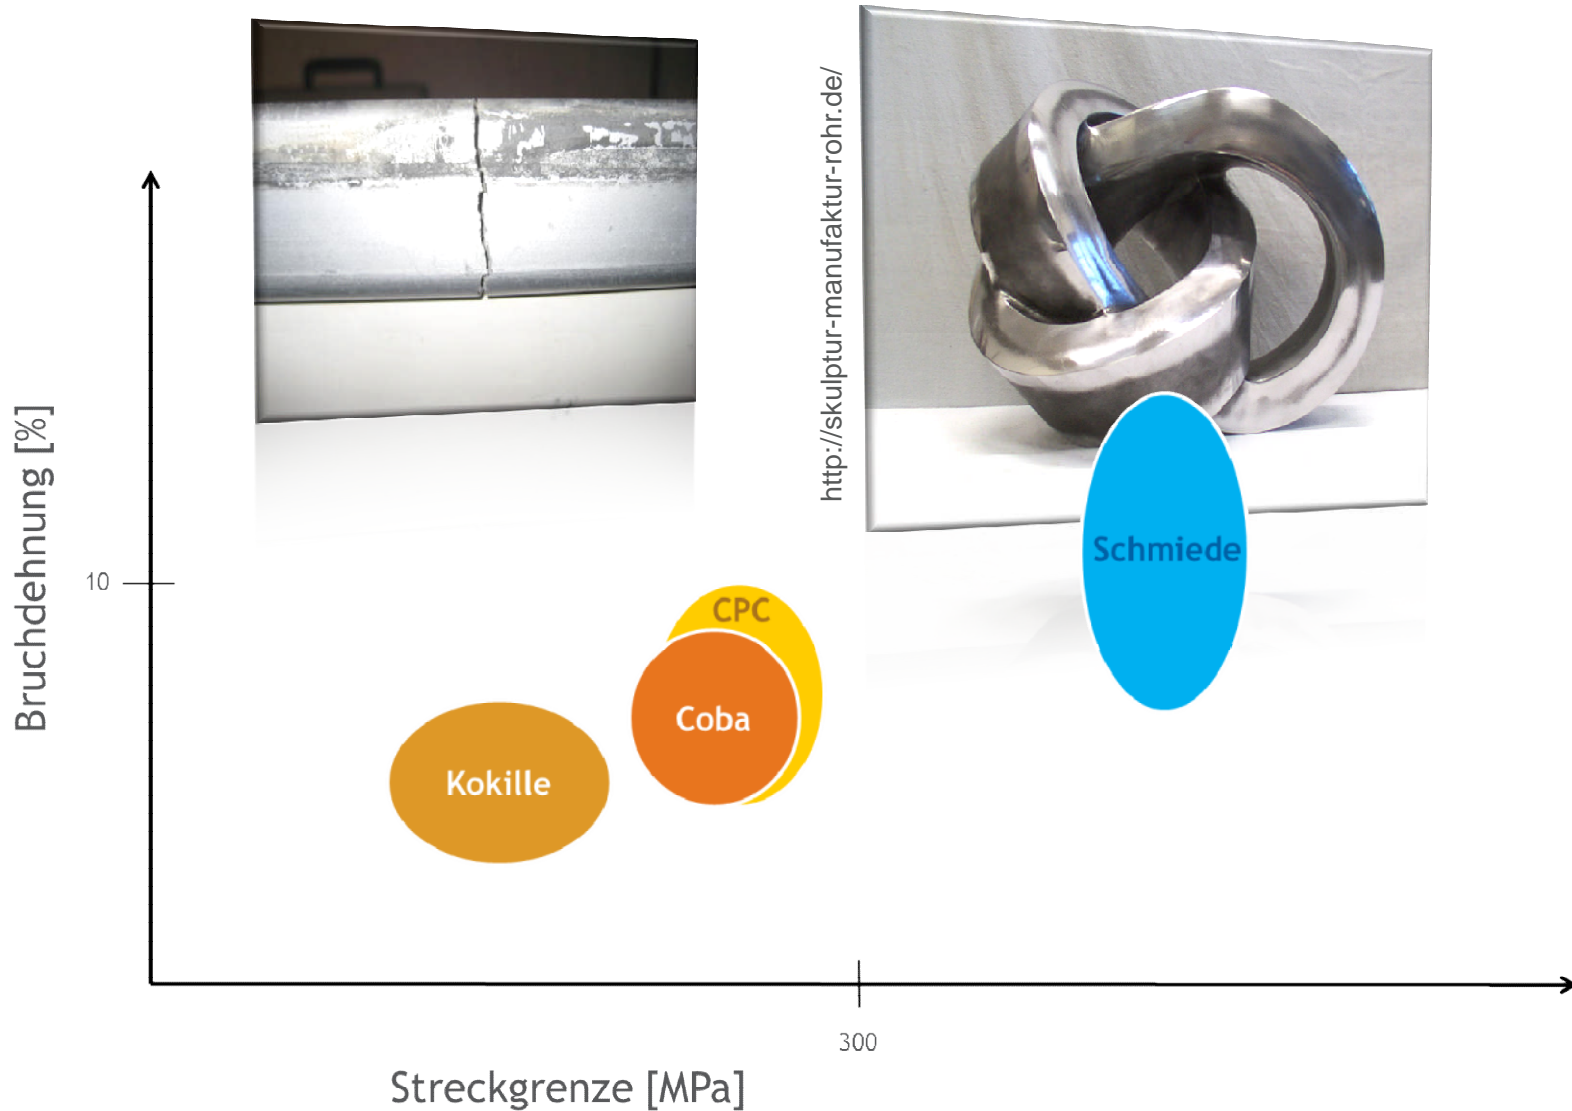 http://skulptur-manufaktur-rohr.de/
Bruchdehnung [%]
10
Schmiede
CPC
Coba
Kokille
300
Streckgrenze [MPa]